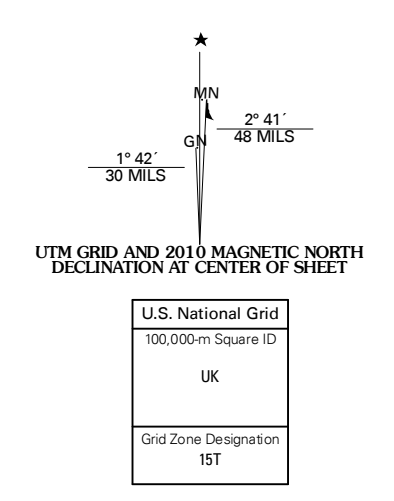 ★
MN
GN
2° 41´
48 MILS
1° 42´
30 MILS
UTM GRID AND 2010 MAGNETIC NORTH
DECLINATION AT CENTER OF SHEET
U.S. National Grid
100,000-m Square ID
UK
Grid Zone Designation
15T